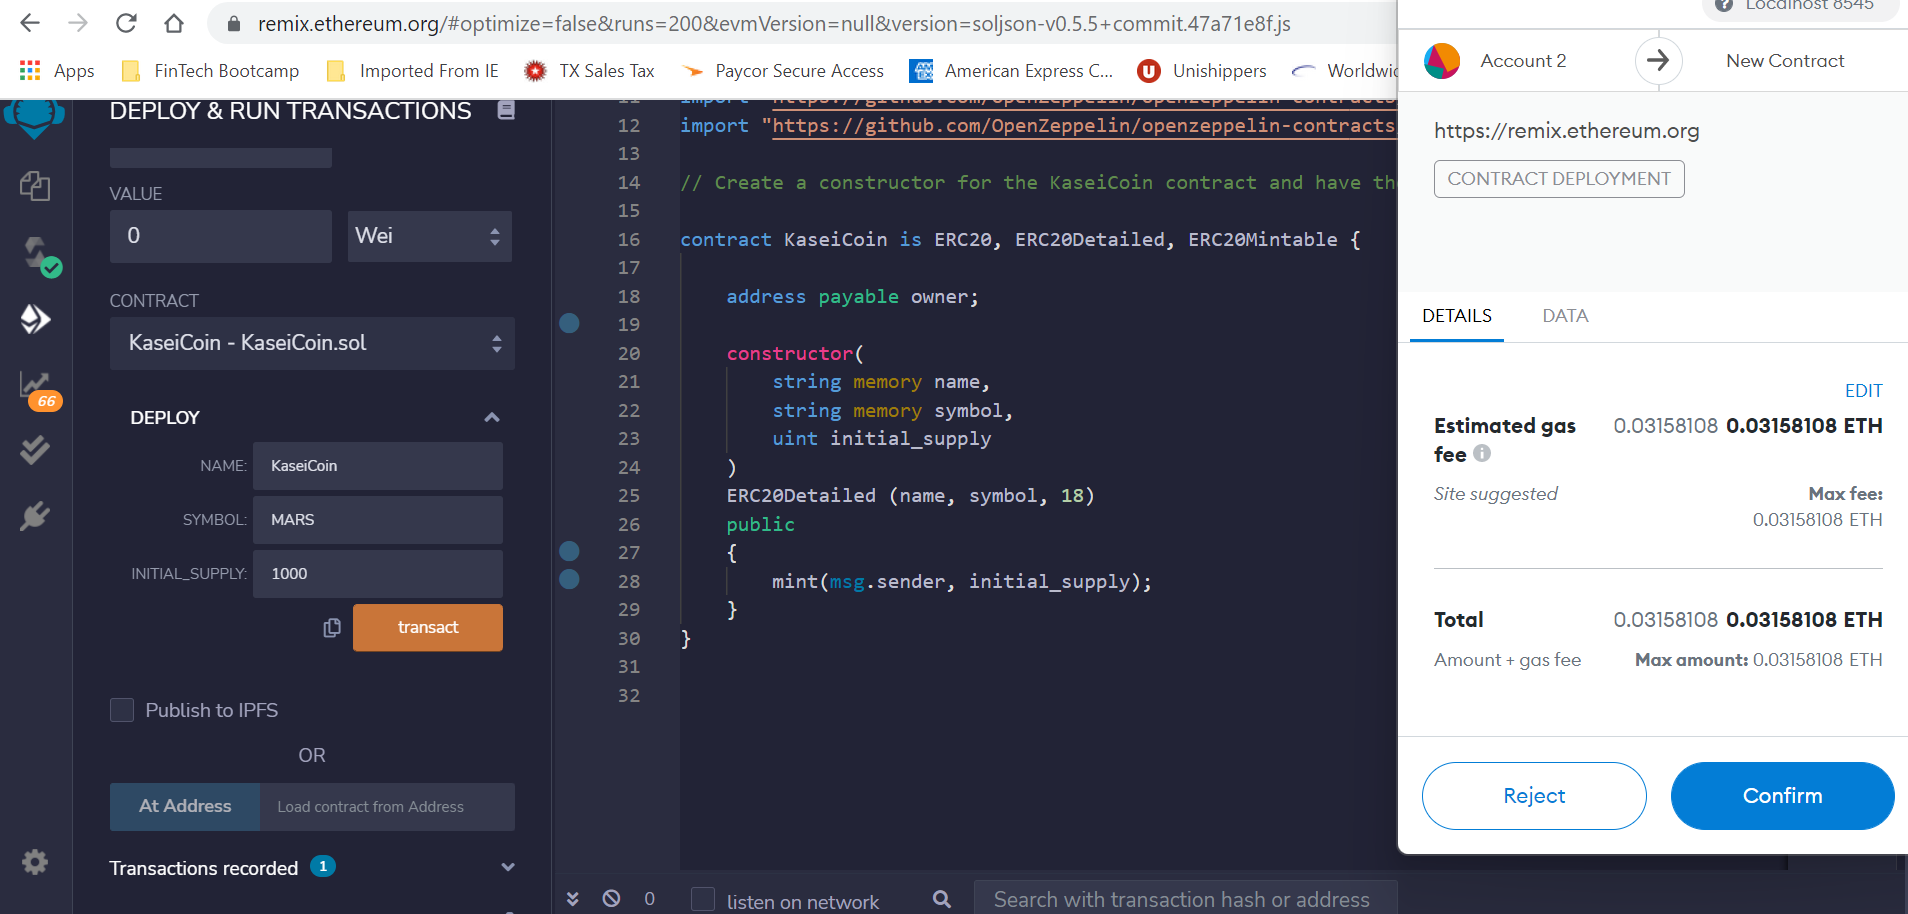 remix.ethereum.org/#optimize=false&runs=200&evmVersion=null&version=soljson-v0.5.5+commit.47a71e8f.js
Apps
FinTech Bootcamp
Imported From IE
TX Sales Tax
Paycor Secure Access
American Express C...
Unishippers
DEPLOY & RUN TRANSACTIONS
VALUE
0
Wei
CONTRACT
KaseiCoin - KaseiCoin.sol
66
DEPLOY
NAME: KaseiCoin
SYMBOL: MARS
INITIAL_SUPPLY: 1000
transact
Publish to IPFS
OR
At Address
Load contract from Address
Transactions recorded 1
11 import "https://github.com/OpenZeppelin/openzeppelin-contracts
12 import "https://github.com/OpenZeppelin/openzeppelin-contracts
13
14 // Create a constructor for the KaseiCoin contract and have
15
16 contract KaseiCoin is ERC20, ERC20Detailed, ERC20Mintable {
17
18 address payable owner;
19
20 constructor(
21 string memory name,
22 string memory symbol,
23 uint initial_supply
24 )
25 ERC20Detailed (name, symbol, 18)
26 public
27 {
28 mint(msg.sender, initial_supply);
29 }
30 }
31
32
0
listen on network
Search with transaction hash or address
Localhost 8545
Account 2
New Contract
https://remix.ethereum.org
CONTRACT DEPLOYMENT
DETAILS
DATA
EDIT
Estimated gas fee
0.03158108 0.03158108 ETH
Site suggested
Max fee:
0.03158108 ETH
Total
0.03158108 0.03158108 ETH
Amount + gas fee
Max amount: 0.03158108 ETH
Reject
Confirm